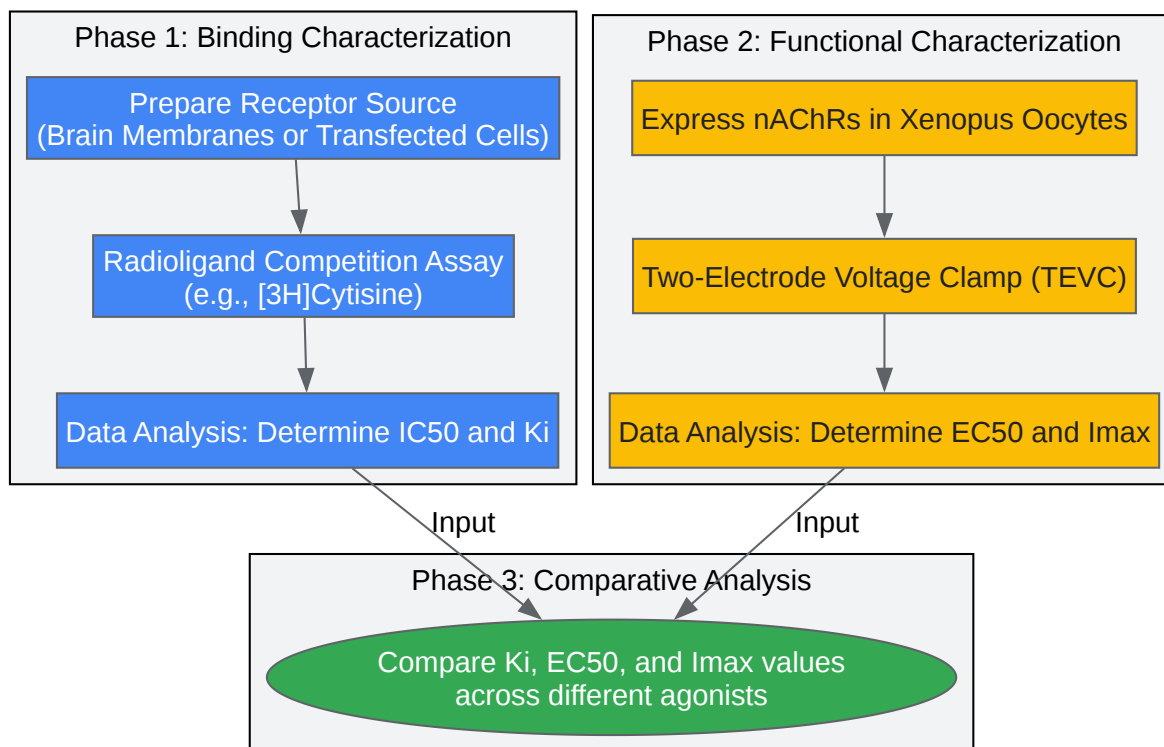 Phase 1: Binding Characterization
Prepare Receptor Source
(Brain Membranes or Transfected Cells)
Radioligand Competition Assay
(e.g., [3H]Cytisine)
Data Analysis: Determine IC50 and Ki
Phase 2: Functional Characterization
Express nAChRs in Xenopus Oocytes
Two-Electrode Voltage Clamp (TEVC)
Data Analysis: Determine EC50 and Imax
Input
Input
Phase 3: Comparative Analysis
Compare Ki, EC50, and Imax values
across different agonists